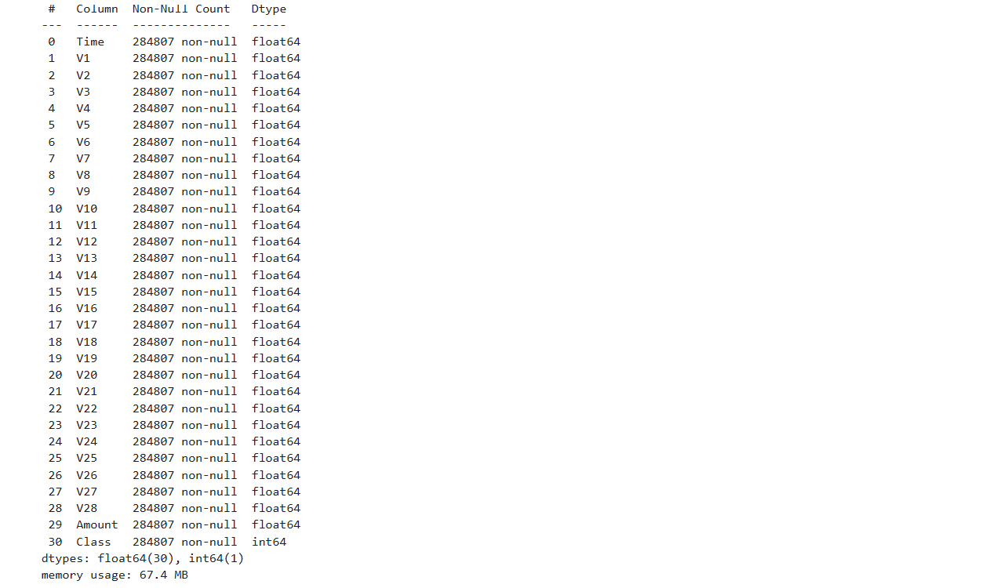 #   Column  Non-Null Count   Dtype
---  ------  --------------   -----
0   Time    284807 non-null  float64
1   V1      284807 non-null  float64
2   V2      284807 non-null  float64
3   V3      284807 non-null  float64
4   V4      284807 non-null  float64
5   V5      284807 non-null  float64
6   V6      284807 non-null  float64
7   V7      284807 non-null  float64
8   V8      284807 non-null  float64
9   V9      284807 non-null  float64
10  V10     284807 non-null  float64
11  V11     284807 non-null  float64
12  V12     284807 non-null  float64
13  V13     284807 non-null  float64
14  V14     284807 non-null  float64
15  V15     284807 non-null  float64
16  V16     284807 non-null  float64
17  V17     284807 non-null  float64
18  V18     284807 non-null  float64
19  V19     284807 non-null  float64
20  V20     284807 non-null  float64
21  V21     284807 non-null  float64
22  V22     284807 non-null  float64
23  V23     284807 non-null  float64
24  V24     284807 non-null  float64
25  V25     284807 non-null  float64
26  V26     284807 non-null  float64
27  V27     284807 non-null  float64
28  V28     284807 non-null  float64
29  Amount  284807 non-null  float64
30  Class   284807 non-null  int64
dtypes: float64(30), int64(1)
memory usage: 67.4 MB